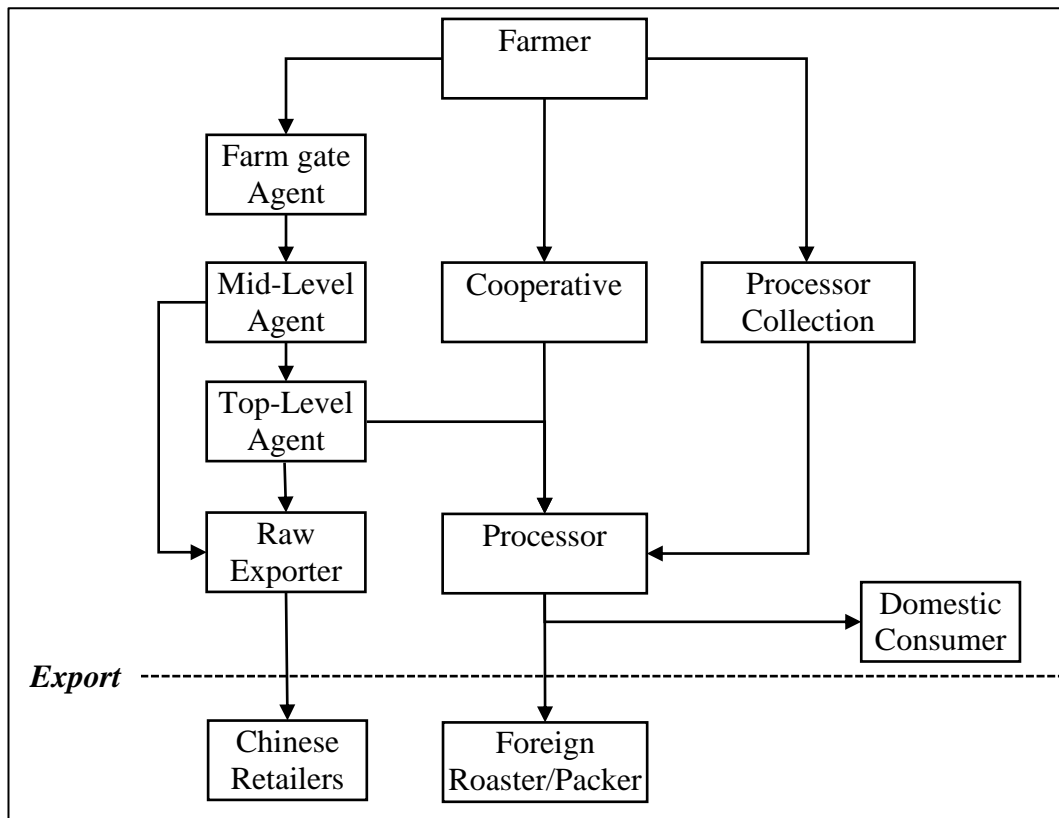 Farmer
Farm gate
Agent
Mid-Level
Agent
Cooperative
Processor
Collection
Top-Level
Agent
Raw
Exporter
Processor
Domestic
Consumer
Export
Chinese
Retailers
Foreign
Roaster/Packer